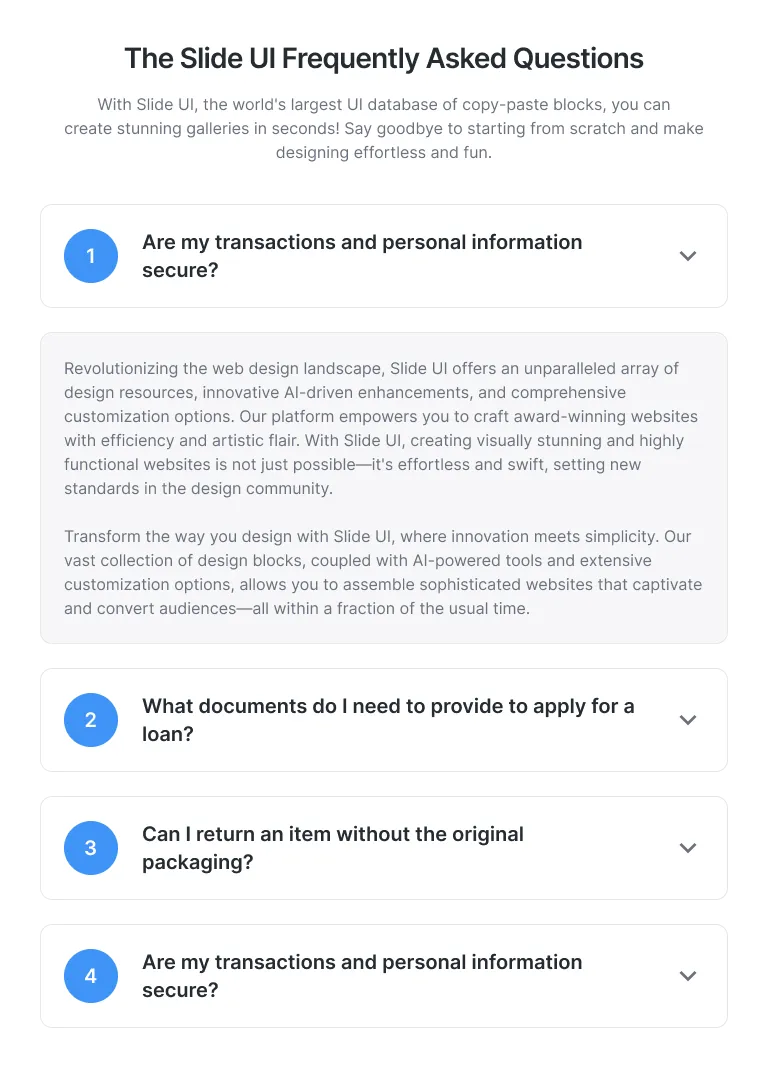 The Slide UI Frequently Asked Questions
With Slide UI, the world's largest UI database of copy-paste blocks, you can
create stunning galleries in seconds! Say goodbye to starting from scratch and make
designing effortless and fun.
1
Are my transactions and personal information
secure?
Revolutionizing the web design landscape, Slide UI offers an unparalleled array of
design resources, innovative AI-driven enhancements, and comprehensive
customization options. Our platform empowers you to craft award-winning websites
with efficiency and artistic flair. With Slide UI, creating visually stunning and highly
functional websites is not just possible—it's effortless and swift, setting new
standards in the design community.
Transform the way you design with Slide UI, where innovation meets simplicity. Our
vast collection of design blocks, coupled with AI-powered tools and extensive
customization options, allows you to assemble sophisticated websites that captivate
and convert audiences—all within a fraction of the usual time.
2
What documents do I need to provide to apply for a
loan?
3
Can I return an item without the original
packaging?
4
Are my transactions and personal information
secure?